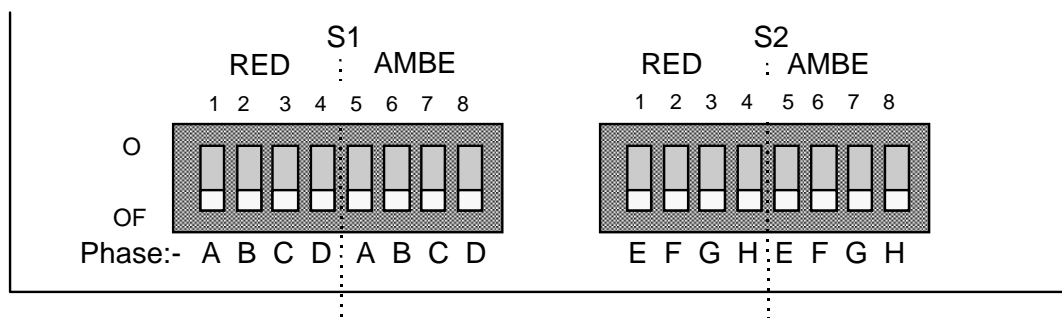 S1 S2
RED AMBE RED AMBE
1 2 3 4 5 6 7 8 1 2 3 4 5 6 7 8
O
OF
Phase:- A B C D A B C D E F G H E F G H